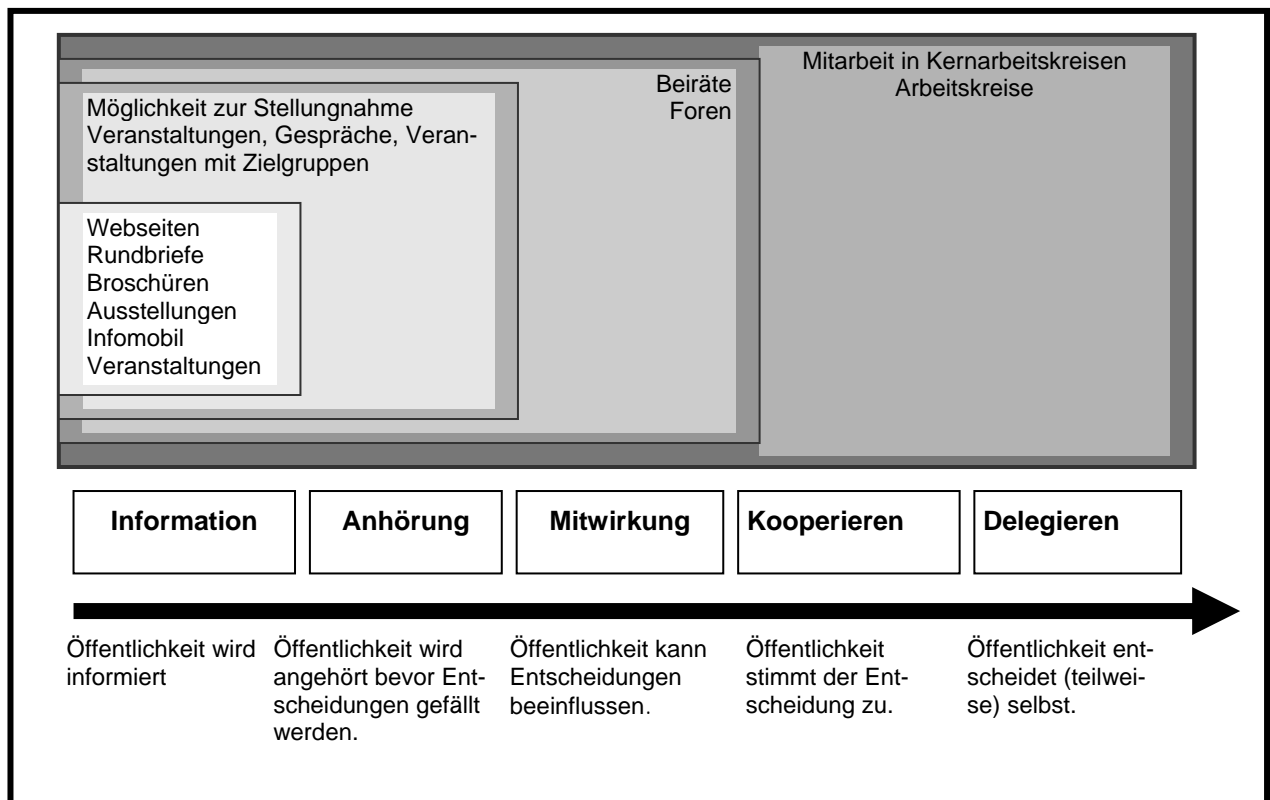 Mitarbeit in Kernarbeitskreisen
Arbeitskreise
Beiräte
Foren
Möglichkeit zur Stellungnahme
Veranstaltungen, Gespräche, Veran-
staltungen mit Zielgruppen
Webseiten
Rundbriefe
Broschüren
Ausstellungen
Infomobil
Veranstaltungen
Information
Anhörung
Mitwirkung
Kooperieren
Delegieren
Öffentlichkeit wird
informiert
Öffentlichkeit wird
angehört bevor Ent-
scheidungen gefällt
werden.
Öffentlichkeit kann
Entscheidungen
beeinflussen.
Öffentlichkeit
stimmt der Ent-
scheidung zu.
Öffentlichkeit ent-
scheidet (teilwei-
se) selbst.